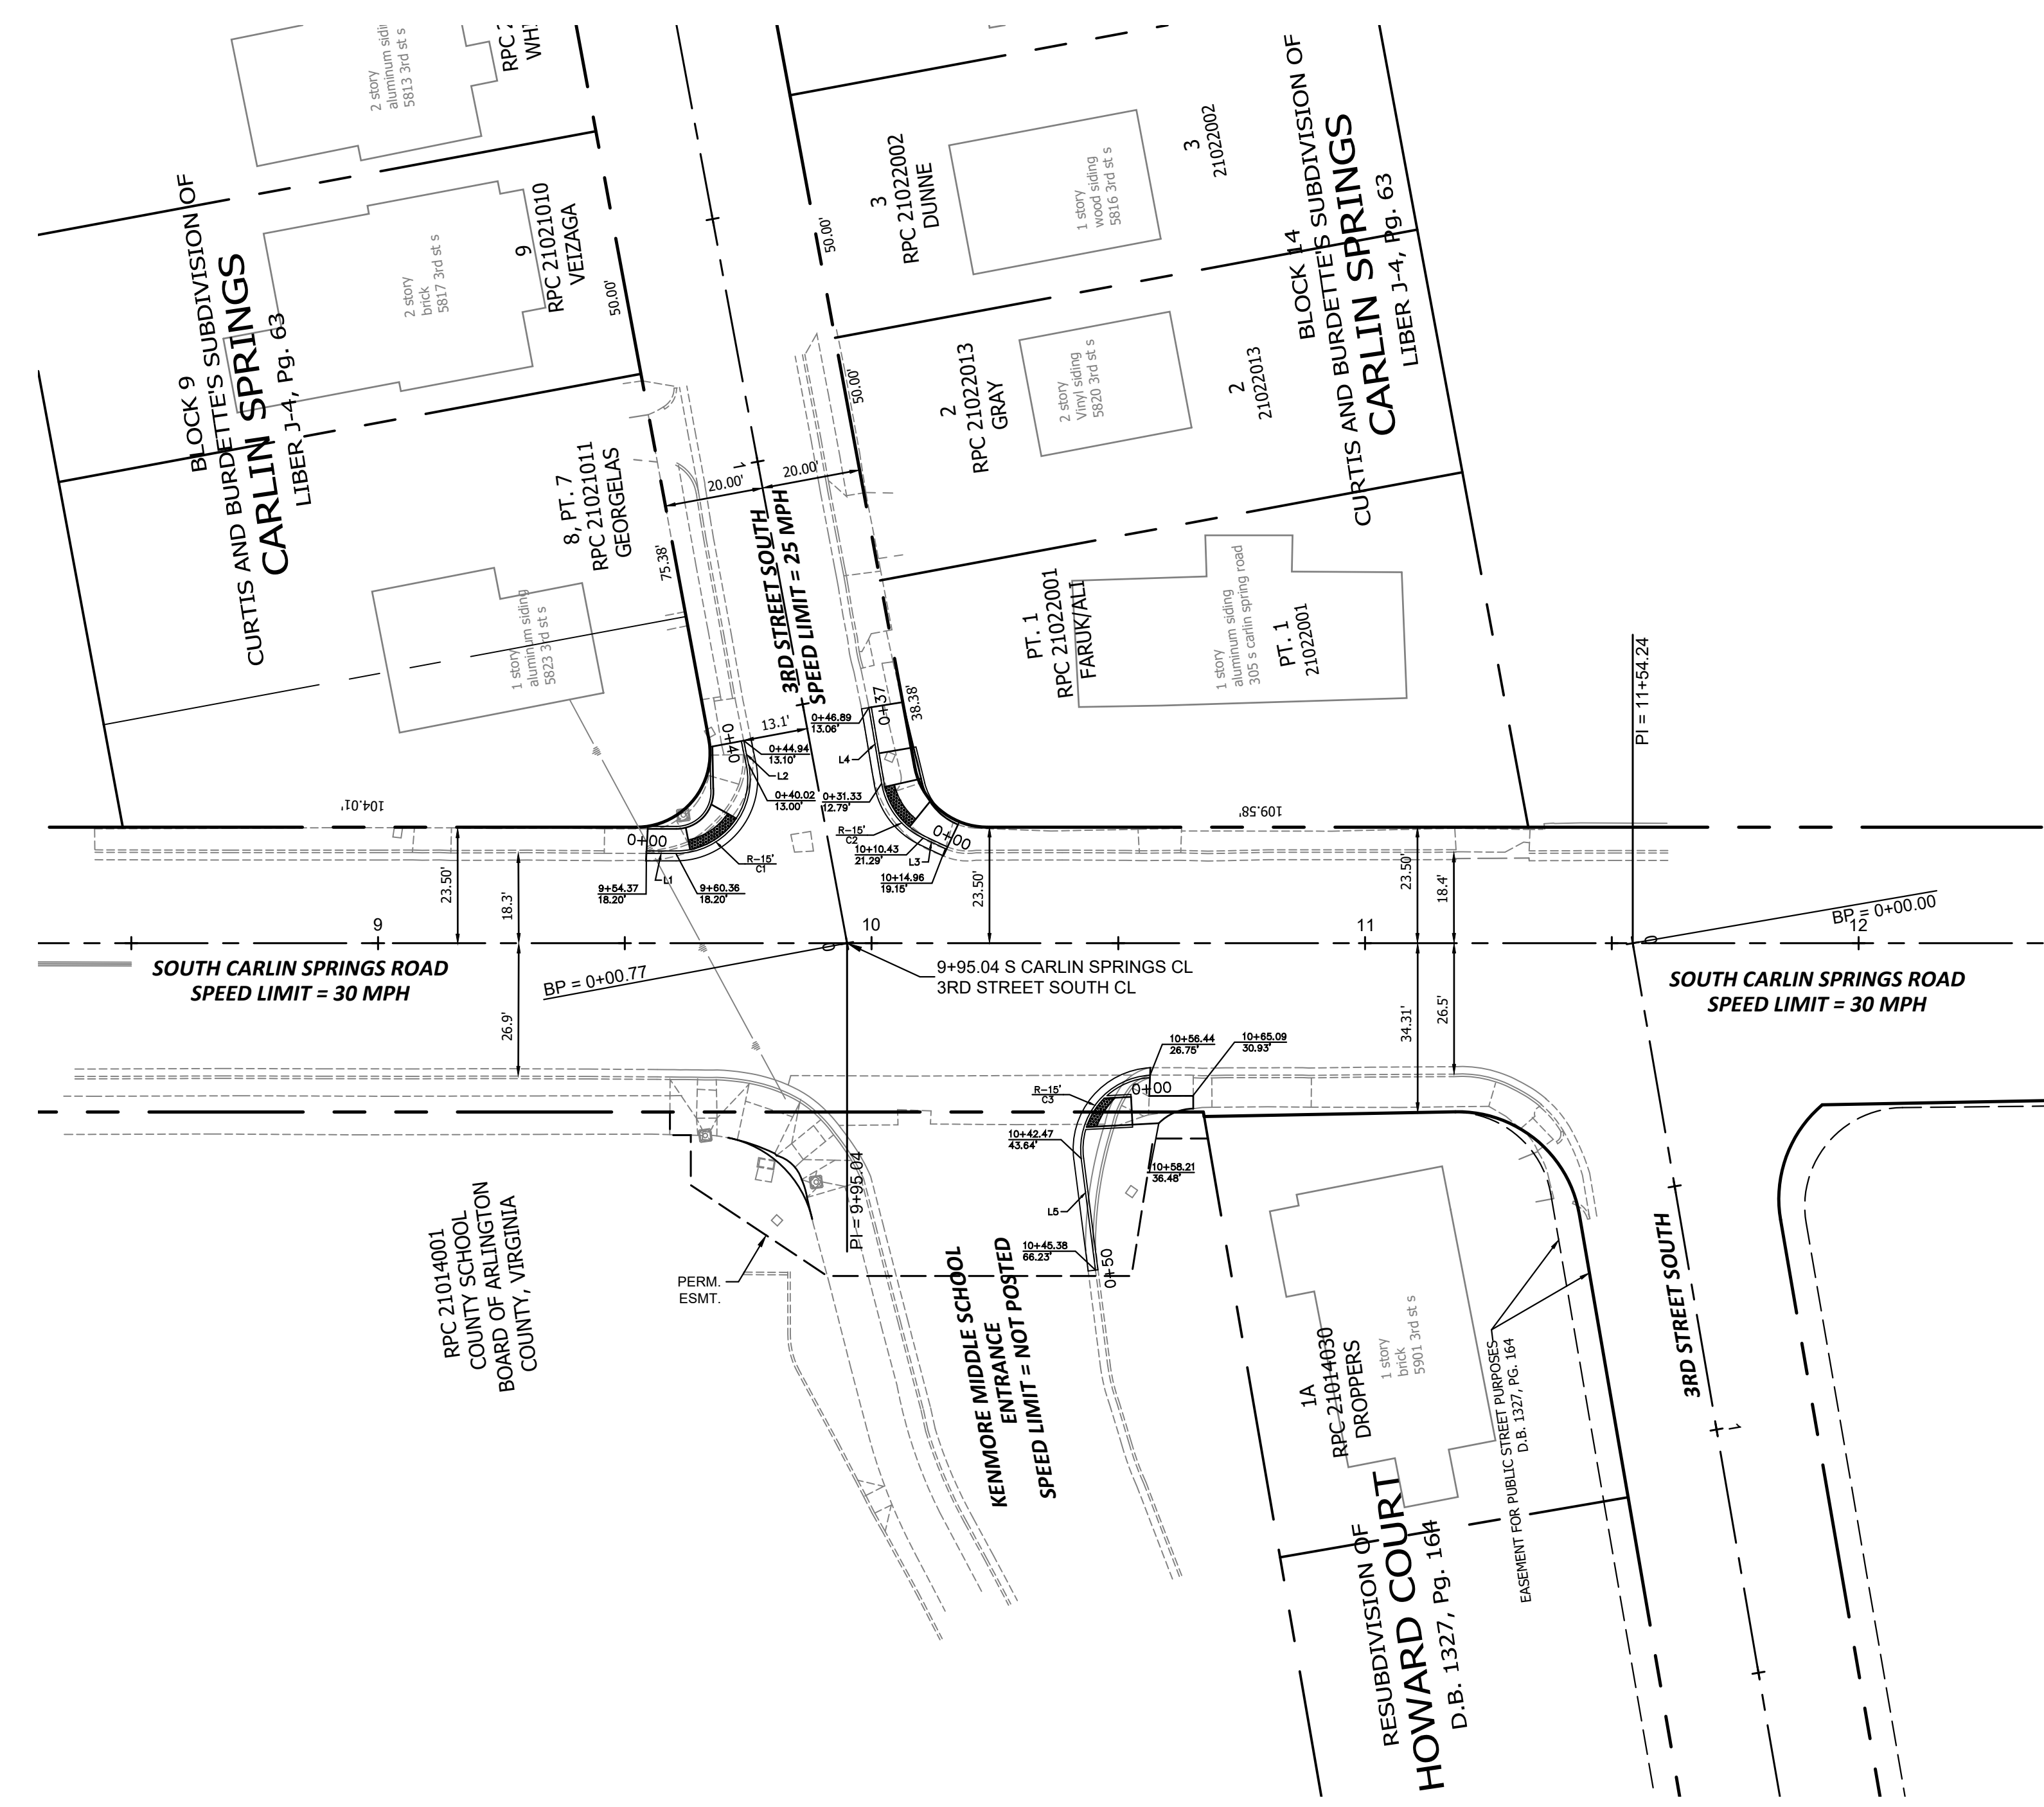 2 story
aluminum sidi
5813 3rd st s
RPC 2
WH
BLOCK 9
CURTIS AND BURDETTE'S SUBDIVISION OF
CARLIN SPRINGS
LIBER J-4, Pg. 63
2 story
brick
5817 3rd st s
9
RPC 21021010
VEIZAGA
50.00'
50.00'
3
RPC 21022002
DUNNE
1 story
wood siding
5816 3rd st s
3
21022002
BLOCK 14
CURTIS AND BURDETTE'S SUBDIVISION OF
CARLIN SPRINGS
LIBER J-4, Pg. 63
2
RPC 21022013
GRAY
50.00'
2 story
Vinyl siding
5820 3rd st s
2
21022013
8, PT. 7
RPC 21021011
GEORGELAS
75.38'
1 story
aluminum siding
5823 3rd st s
20.00'
1
20.00'
3RD STREET SOUTH
SPEED LIMIT = 25 MPH
PT. 1
RPC 21022001
FARUK/ALI
1 story
aluminum siding
305 s carlin spring road
PT. 1
21022001
38.38'
104.01'
109.58'
13.1'
0+40
0+37
0+46.89
13.06'
0+44.94
13.10'
L2
L4
0+40.02
13.00'
0+31.33
12.79'
0+00
R-15'
C1
R-15'
C2
0+00
10+10.43
21.29'
L3
10+14.96
19.15'
L1
9+54.37
18.20'
9+60.36
18.20'
23.50'
18.3'
23.50'
23.50'
18.4'
PI = 11+54.24
9
0
10
11
0
12
BP = 0+00.00
SOUTH CARLIN SPRINGS ROAD
SPEED LIMIT = 30 MPH
BP = 0+00.77
9+95.04 S CARLIN SPRINGS CL
3RD STREET SOUTH CL
SOUTH CARLIN SPRINGS ROAD
SPEED LIMIT = 30 MPH
26.9'
34.31'
26.5'
10+56.44
26.75'
10+65.09
30.93'
R-15'
C3
0+00
10+42.47
43.64'
10+58.21
36.48'
L5
10+45.38
66.23'
0+50
PI = 9+95.04
PERM.
ESMT.
RPC 21014001
COUNTY SCHOOL
BOARD OF ARLINGTON
COUNTY, VIRGINIA
KENMORE MIDDLE SCHOOL
ENTRANCE
SPEED LIMIT = NOT POSTED
1A
RPC 21014030
DROPPERS
1 story
brick
5901 3rd st s
EASEMENT FOR PUBLIC STREET PURPOSES
D.B. 1327, PG. 164
3RD STREET SOUTH
1
RESUBDIVISION OF
HOWARD COURT
D.B. 1327, Pg. 164